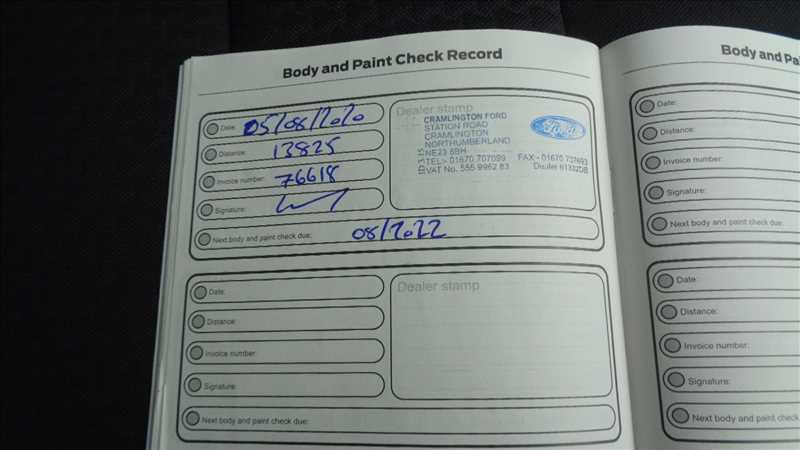 Body and Paint Check Record
Date: 05/08/2020
Distance: 13825
Invoice number: 76618
Signature:
Next body and paint check due: 08/2022
Dealer stamp
CRAMLINGTON FORD
STATION ROAD
CRAMLINGTON
NORTHUMBERLAND
NE23 8BH
TEL:- 01670 707099 FAX - 01670 737693
VAT No. 555 9962 83 Dealer 61332DB
Ford
Date:
Distance:
Invoice number:
Signature:
Next body and paint check due:
Dealer stamp
Body and Pa
Date:
Distance:
Invoice number:
Signature:
Next body and paint check due:
Date:
Distance:
Invoice number:
Signature:
Next body and paint check due: